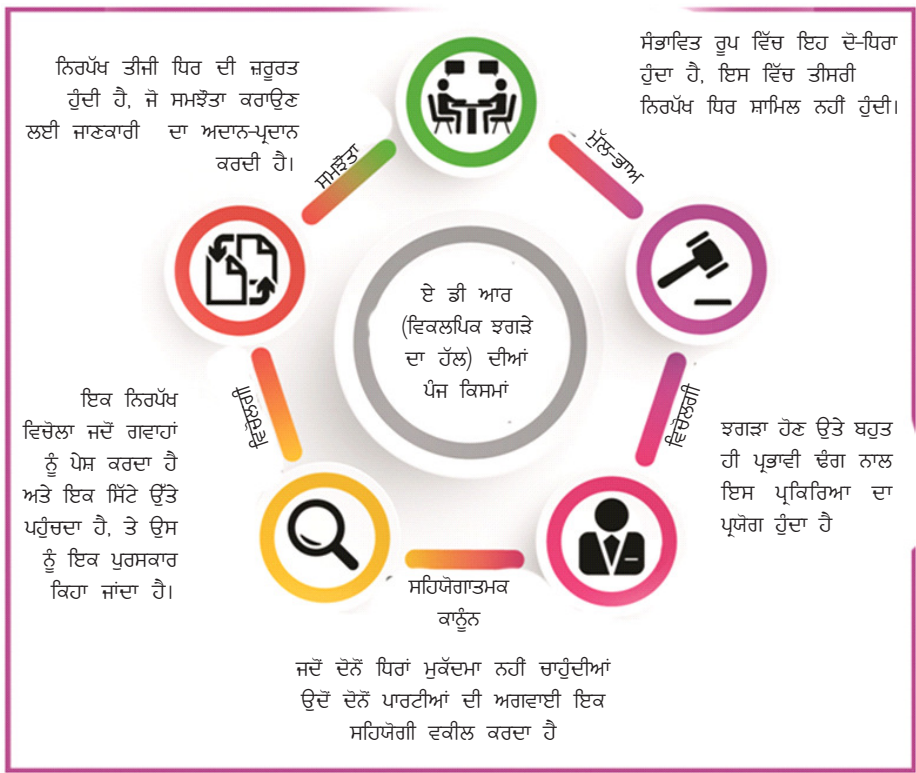 ਨਿਰਪੱਖ ਤੀਜੀ ਧਿਰ ਦੀ ਜ਼ਰੂਰਤ
ਹੁੰਦੀ ਹੈ, ਜੋ ਸਮਝੌਤਾ ਕਰਾਉਣ
ਲਈ ਜਾਣਕਾਰੀ ਦਾ ਅਦਾਨ-ਪ੍ਰਦਾਨ
ਕਰਦੀ ਹੈ।
ਸੰਭਾਵਿਤ ਰੂਪ ਵਿੱਚ ਇਹ ਦੋ-ਧਿਰਾ
ਹੁੰਦਾ ਹੈ, ਇਸ ਵਿੱਚ ਤੀਸਰੀ
ਨਿਰਪੱਖ ਧਿਰ ਸ਼ਾਮਿਲ ਨਹੀਂ ਹੁੰਦੀ।
ਸਮਝੌਤਾ
ਮੁੱਲ-ਭਾਅ
ਏ ਡੀ ਆਰ
(ਵਿਕਲਪਿਕ ਝਗੜੇ
ਦਾ ਹੱਲ) ਦੀਆਂ
ਪੰਜ ਕਿਸਮਾਂ
ਵਿਚੋਲਗੀ
ਵਿਚੋਲਗੀ
ਇਕ ਨਿਰਪੱਖ
ਵਿਚੋਲਾ ਜਦੋਂ ਗਵਾਹਾਂ
ਨੂੰ ਪੇਸ਼ ਕਰਦਾ ਹੈ
ਅਤੇ ਇਕ ਸਿੱਟੇ ਉੱਤੇ
ਪਹੁੰਚਦਾ ਹੈ, ਤੇ ਉਸ
ਨੂੰ ਇਕ ਪੁਰਸਕਾਰ
ਕਿਹਾ ਜਾਂਦਾ ਹੈ।
ਝਗੜਾ ਹੋਣ ਉਤੇ ਬਹੁਤ
ਹੀ ਪ੍ਰਭਾਵੀ ਢੰਗ ਨਾਲ
ਇਸ ਪ੍ਰਕਿਰਿਆ ਦਾ
ਪ੍ਰਯੋਗ ਹੁੰਦਾ ਹੈ
ਸਹਿਯੋਗਾਤਮਕ
ਕਾਨੂੰਨ
ਜਦੋਂ ਦੋਨੋਂ ਧਿਰਾਂ ਮੁਕੱਦਮਾ ਨਹੀਂ ਚਾਹੁੰਦੀਆਂ
ਉਦੋਂ ਦੋਨੋਂ ਪਾਰਟੀਆਂ ਦੀ ਅਗਵਾਈ ਇਕ
ਸਹਿਯੋਗੀ ਵਕੀਲ ਕਰਦਾ ਹੈ